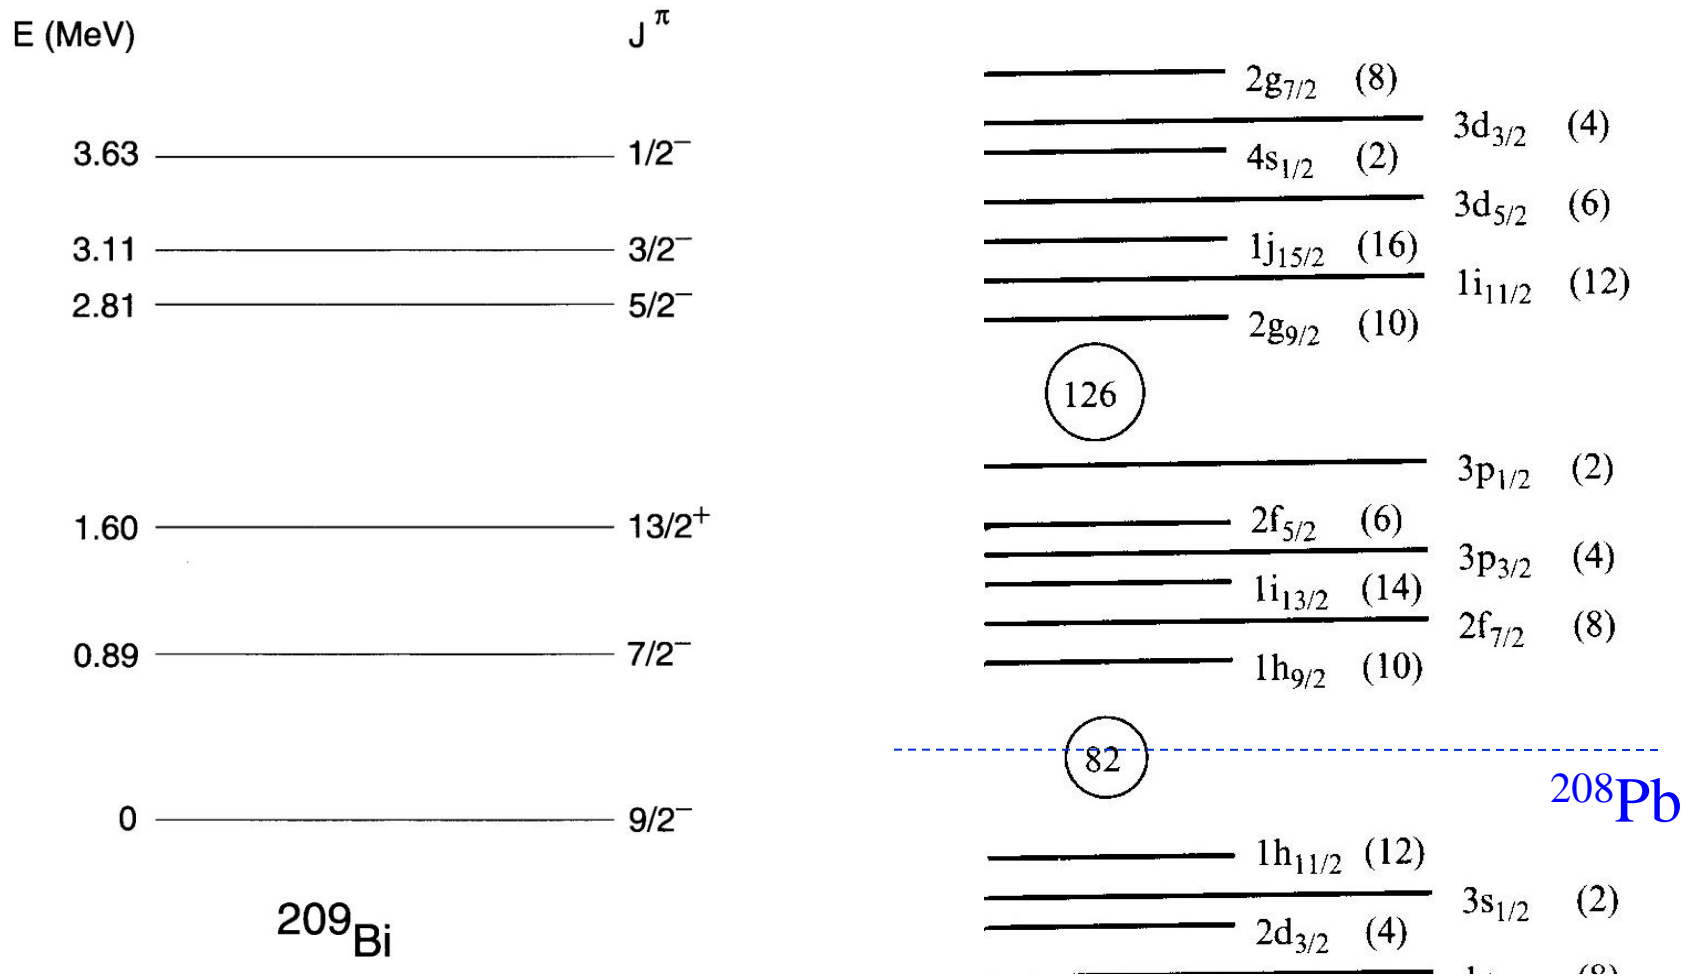 E (MeV)
J^π
3.63 1/2⁻
3.11 3/2⁻
2.81 5/2⁻
1.60 13/2⁺
0.89 7/2⁻
0 9/2⁻
²⁰⁹Bi
2g₇/₂ (8)
3d₃/₂ (4)
4s₁/₂ (2)
3d₅/₂ (6)
1j₁₅/₂ (16)
1i₁₁/₂ (12)
2g₉/₂ (10)
126
3p₁/₂ (2)
2f₅/₂ (6)
3p₃/₂ (4)
1i₁₃/₂ (14)
2f₇/₂ (8)
1h₉/₂ (10)
82
²⁰⁸Pb
1h₁₁/₂ (12)
3s₁/₂ (2)
2d₃/₂ (4)